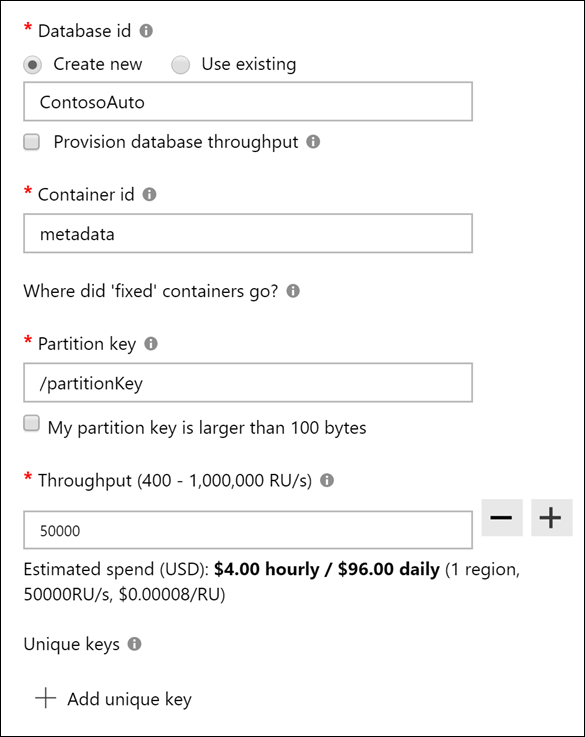 * Database id
Create new Use existing
ContosoAuto
Provision database throughput
* Container id
metadata
Where did 'fixed' containers go?
* Partition key
/partitionKey
My partition key is larger than 100 bytes
* Throughput (400 - 1,000,000 RU/s)
50000
Estimated spend (USD): $4.00 hourly / $96.00 daily (1 region,
50000RU/s, $0.00008/RU)
Unique keys
Add unique key